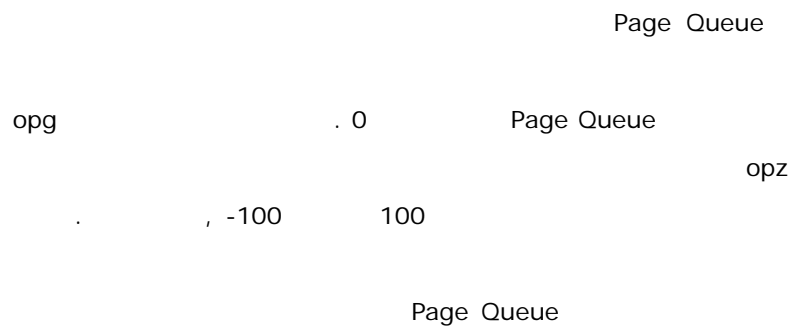 Page Queue
opg . 0 Page Queue
opz
. , -100 100
Page Queue